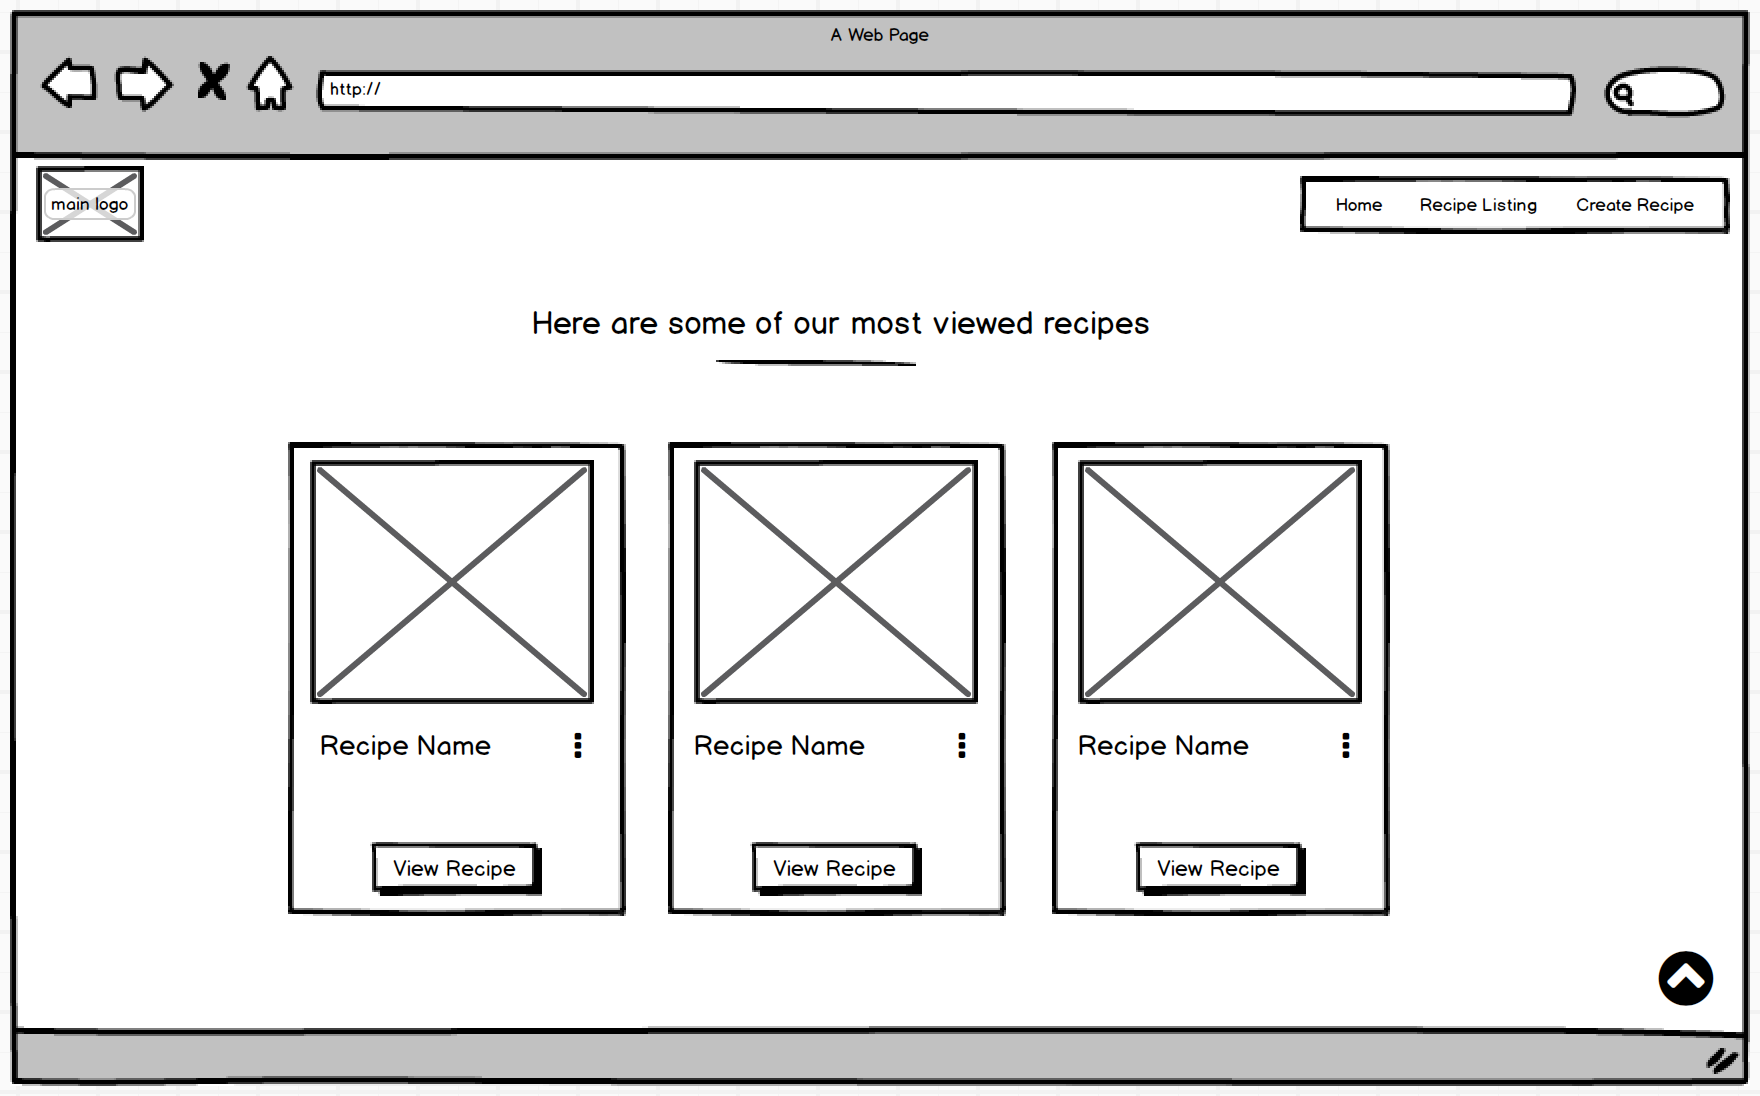 A Web Page
http://
main logo
Home Recipe Listing Create Recipe
Here are some of our most viewed recipes
Recipe Name Recipe Name Recipe Name
View Recipe View Recipe View Recipe